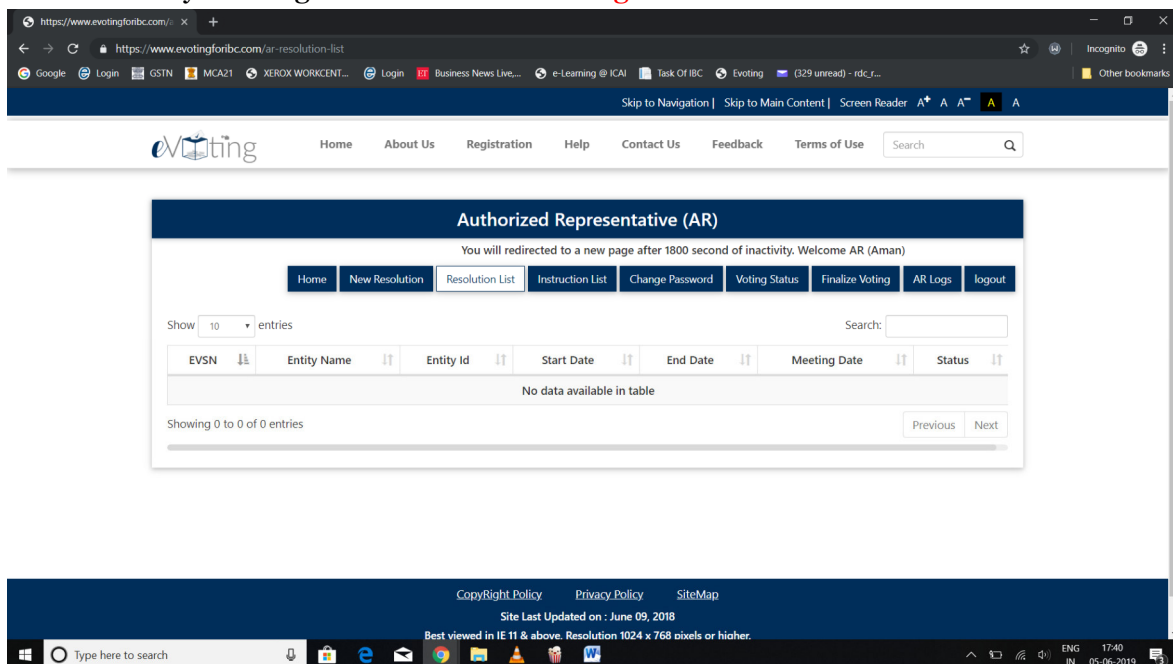 https://www.evotingforibc.com/a × +
https://www.evotingforibc.com/ar-resolution-list Incognito
Google Login GSTN MCA21 XEROX WORKCENT... Login ET Business News Live,... e-Learning @ ICAI Task Of IBC Evoting (329 unread) - rdc_r... Other bookmarks
Skip to Navigation | Skip to Main Content | Screen Reader A+ A A- A A
eVoting Home About Us Registration Help Contact Us Feedback Terms of Use Search
Authorized Representative (AR)
You will redirected to a new page after 1800 second of inactivity. Welcome AR (Aman)
Home New Resolution Resolution List Instruction List Change Password Voting Status Finalize Voting AR Logs logout
Show 10 entries Search:
EVSN Entity Name Entity Id Start Date End Date Meeting Date Status
No data available in table
Showing 0 to 0 of 0 entries Previous Next
CopyRight Policy Privacy Policy SiteMap
Site Last Updated on : June 09, 2018
Best viewed in IE 11 & above. Resolution 1024 x 768 pixels or higher.
Type here to search ENG 17:40
IN 05-06-2019